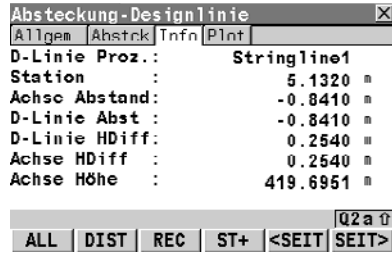 Absteckung-Designlinie
Allgem Abstck Info Plot
D-Linie Proz.: Stringline1
Station : 5.1320 m
Achse Abstand: -0.8410 m
D-Linie Abst : -0.8410 m
D-Linie HDiff: 0.2540 m
Achse HDiff : 0.2540 m
Achse Höhe : 419.6951 m
Q2a
ALL DIST REC ST+ <SEIT SEIT>